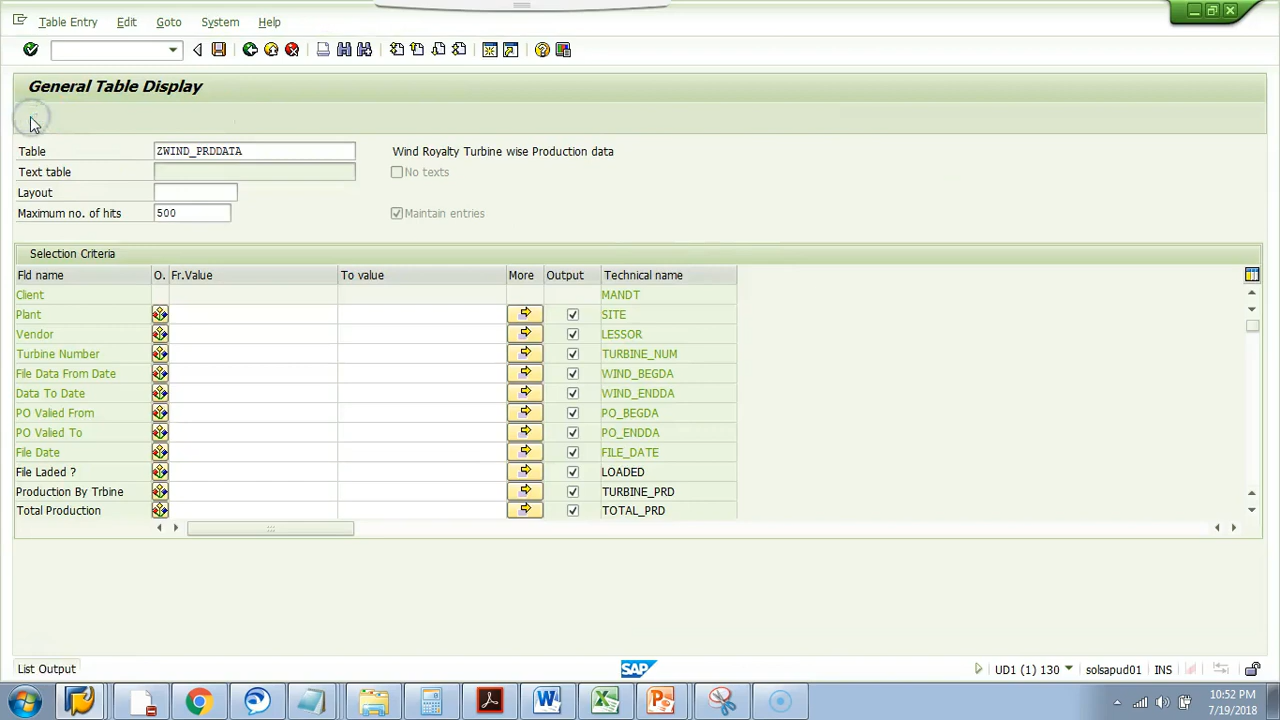 Table Entry Edit Goto System Help
General Table Display
Table ZWIND_PRDDATA Wind Royalty Turbine wise Production data
Text table No texts
Layout
Maximum no. of hits 500 Maintain entries
Selection Criteria
Fld name O. Fr.Value To value More Output Technical name
Client MANDT
Plant SITE
Vendor LESSOR
Turbine Number TURBINE_NUM
File Data From Date WIND_BEGDA
Data To Date WIND_ENDDA
PO Valied From PO_BEGDA
PO Valied To PO_ENDDA
File Date FILE_DATE
File Laded ? LOADED
Production By Trbine TURBINE_PRD
Total Production TOTAL_PRD
List Output SAP UD1 (1) 130 solsapud01 INS
10:52 PM
7/19/2018